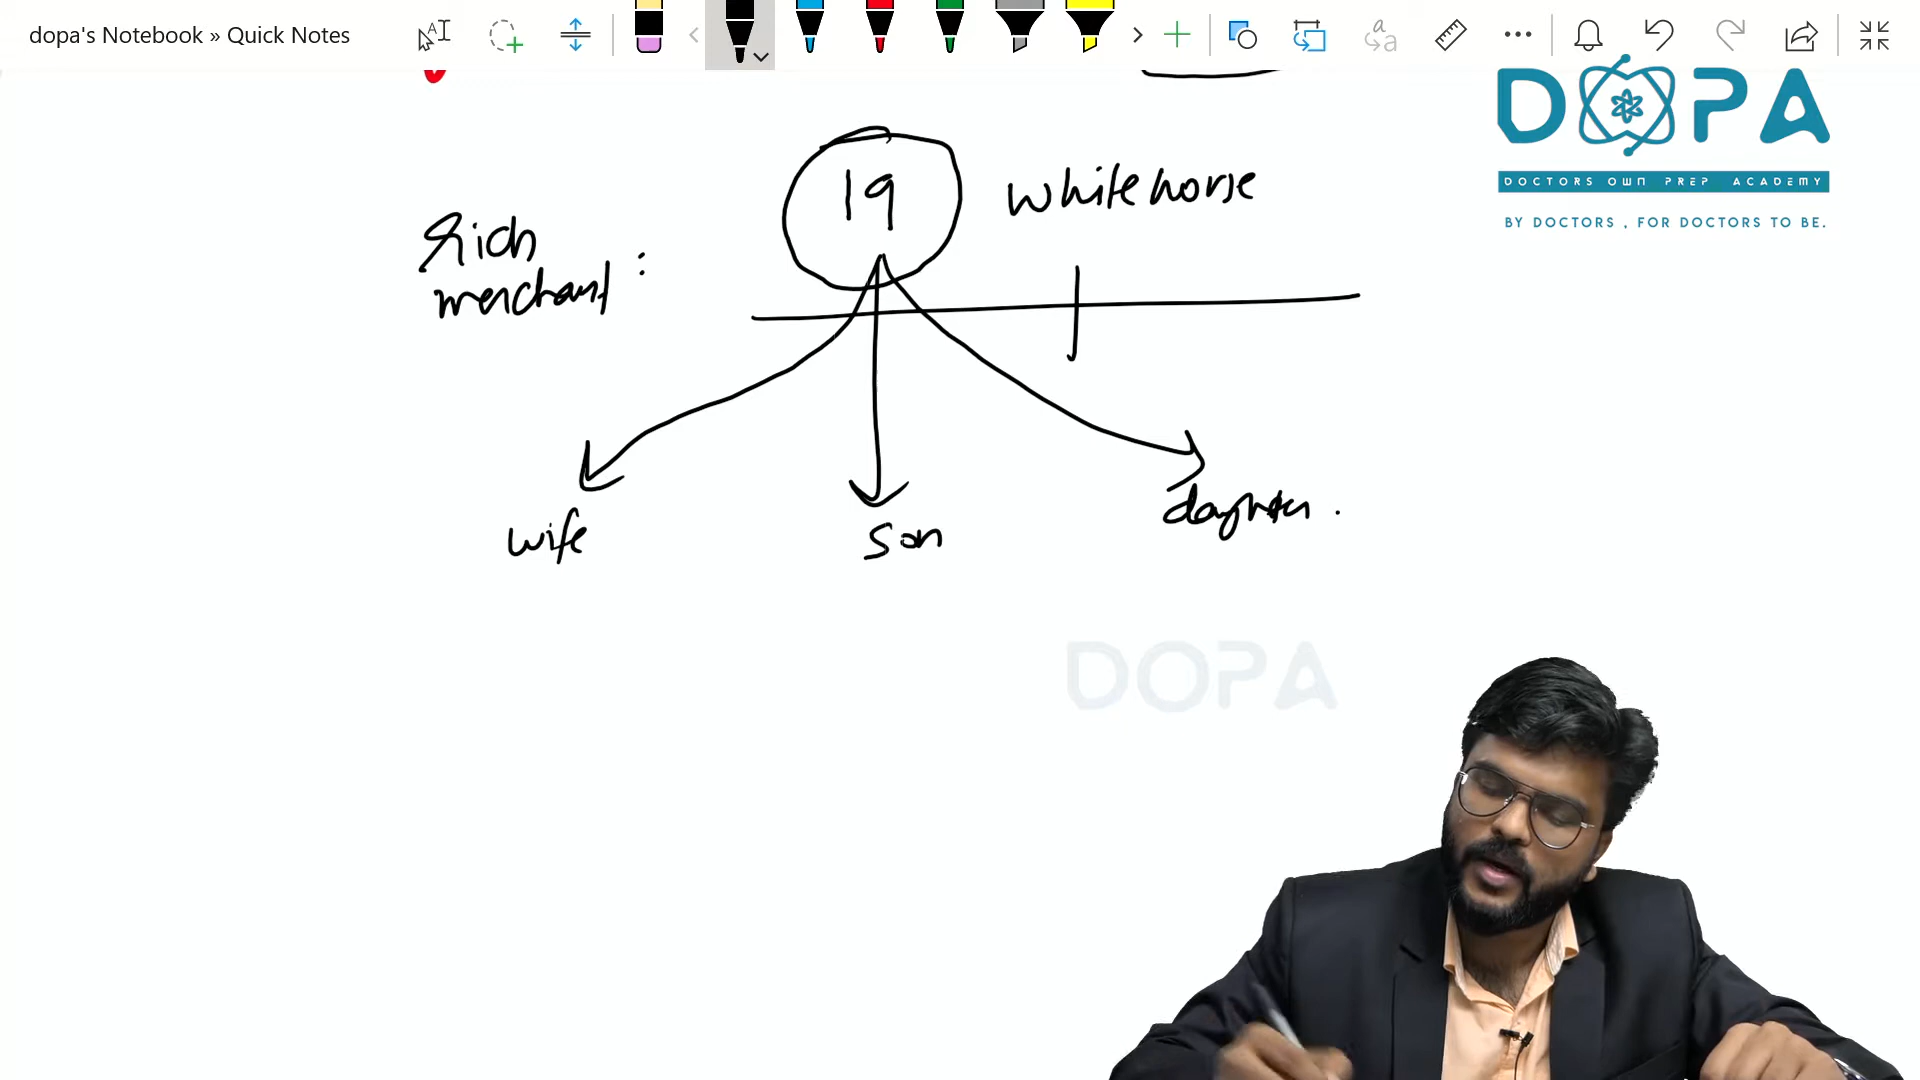 dopa's Notebook » Quick Notes
DOPA
DOCTORS OWN PREP ACADEMY
BY DOCTORS , FOR DOCTORS TO BE.
19
white horse
Rich
merchant :
wife
son
daughter .
DOPA